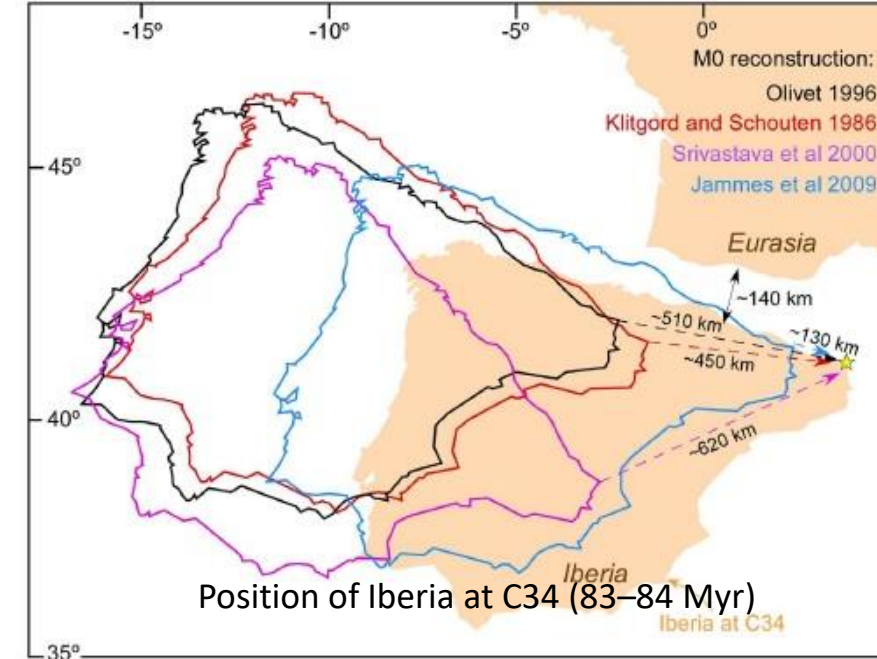 -15º
-10º
-5º
0º
M0 reconstruction:
Olivet 1996
Klitgord and Schouten 1986
Srivastava et al 2000
Jammes et al 2009
45º
Eurasia
~140 km
~510 km
~130 km
~450 km
40º
~620 km
Iberia
Position of Iberia at C34 (83–84 Myr)
Iberia at C34
35º